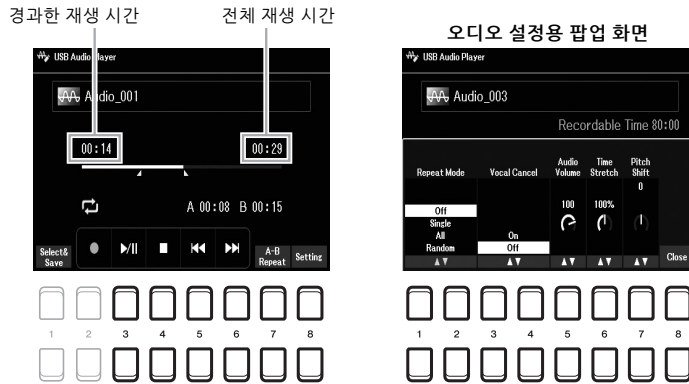 경과한 재생 시간
전체 재생 시간
USB Audio Player
Audio_001
00:14
00:29
A 00:08 B 00:15
Select&
Save
A-B
Repeat
Setting
1 2 3 4 5 6 7 8
오디오 설정용 팝업 화면
USB Audio Player
Audio_003
Recordable Time 80:00
Repeat Mode
Off
Single
All
Random
Vocal Cancel
On
Off
Audio
Volume
100
Time
Stretch
100%
Pitch
Shift
0
Close
1 2 3 4 5 6 7 8